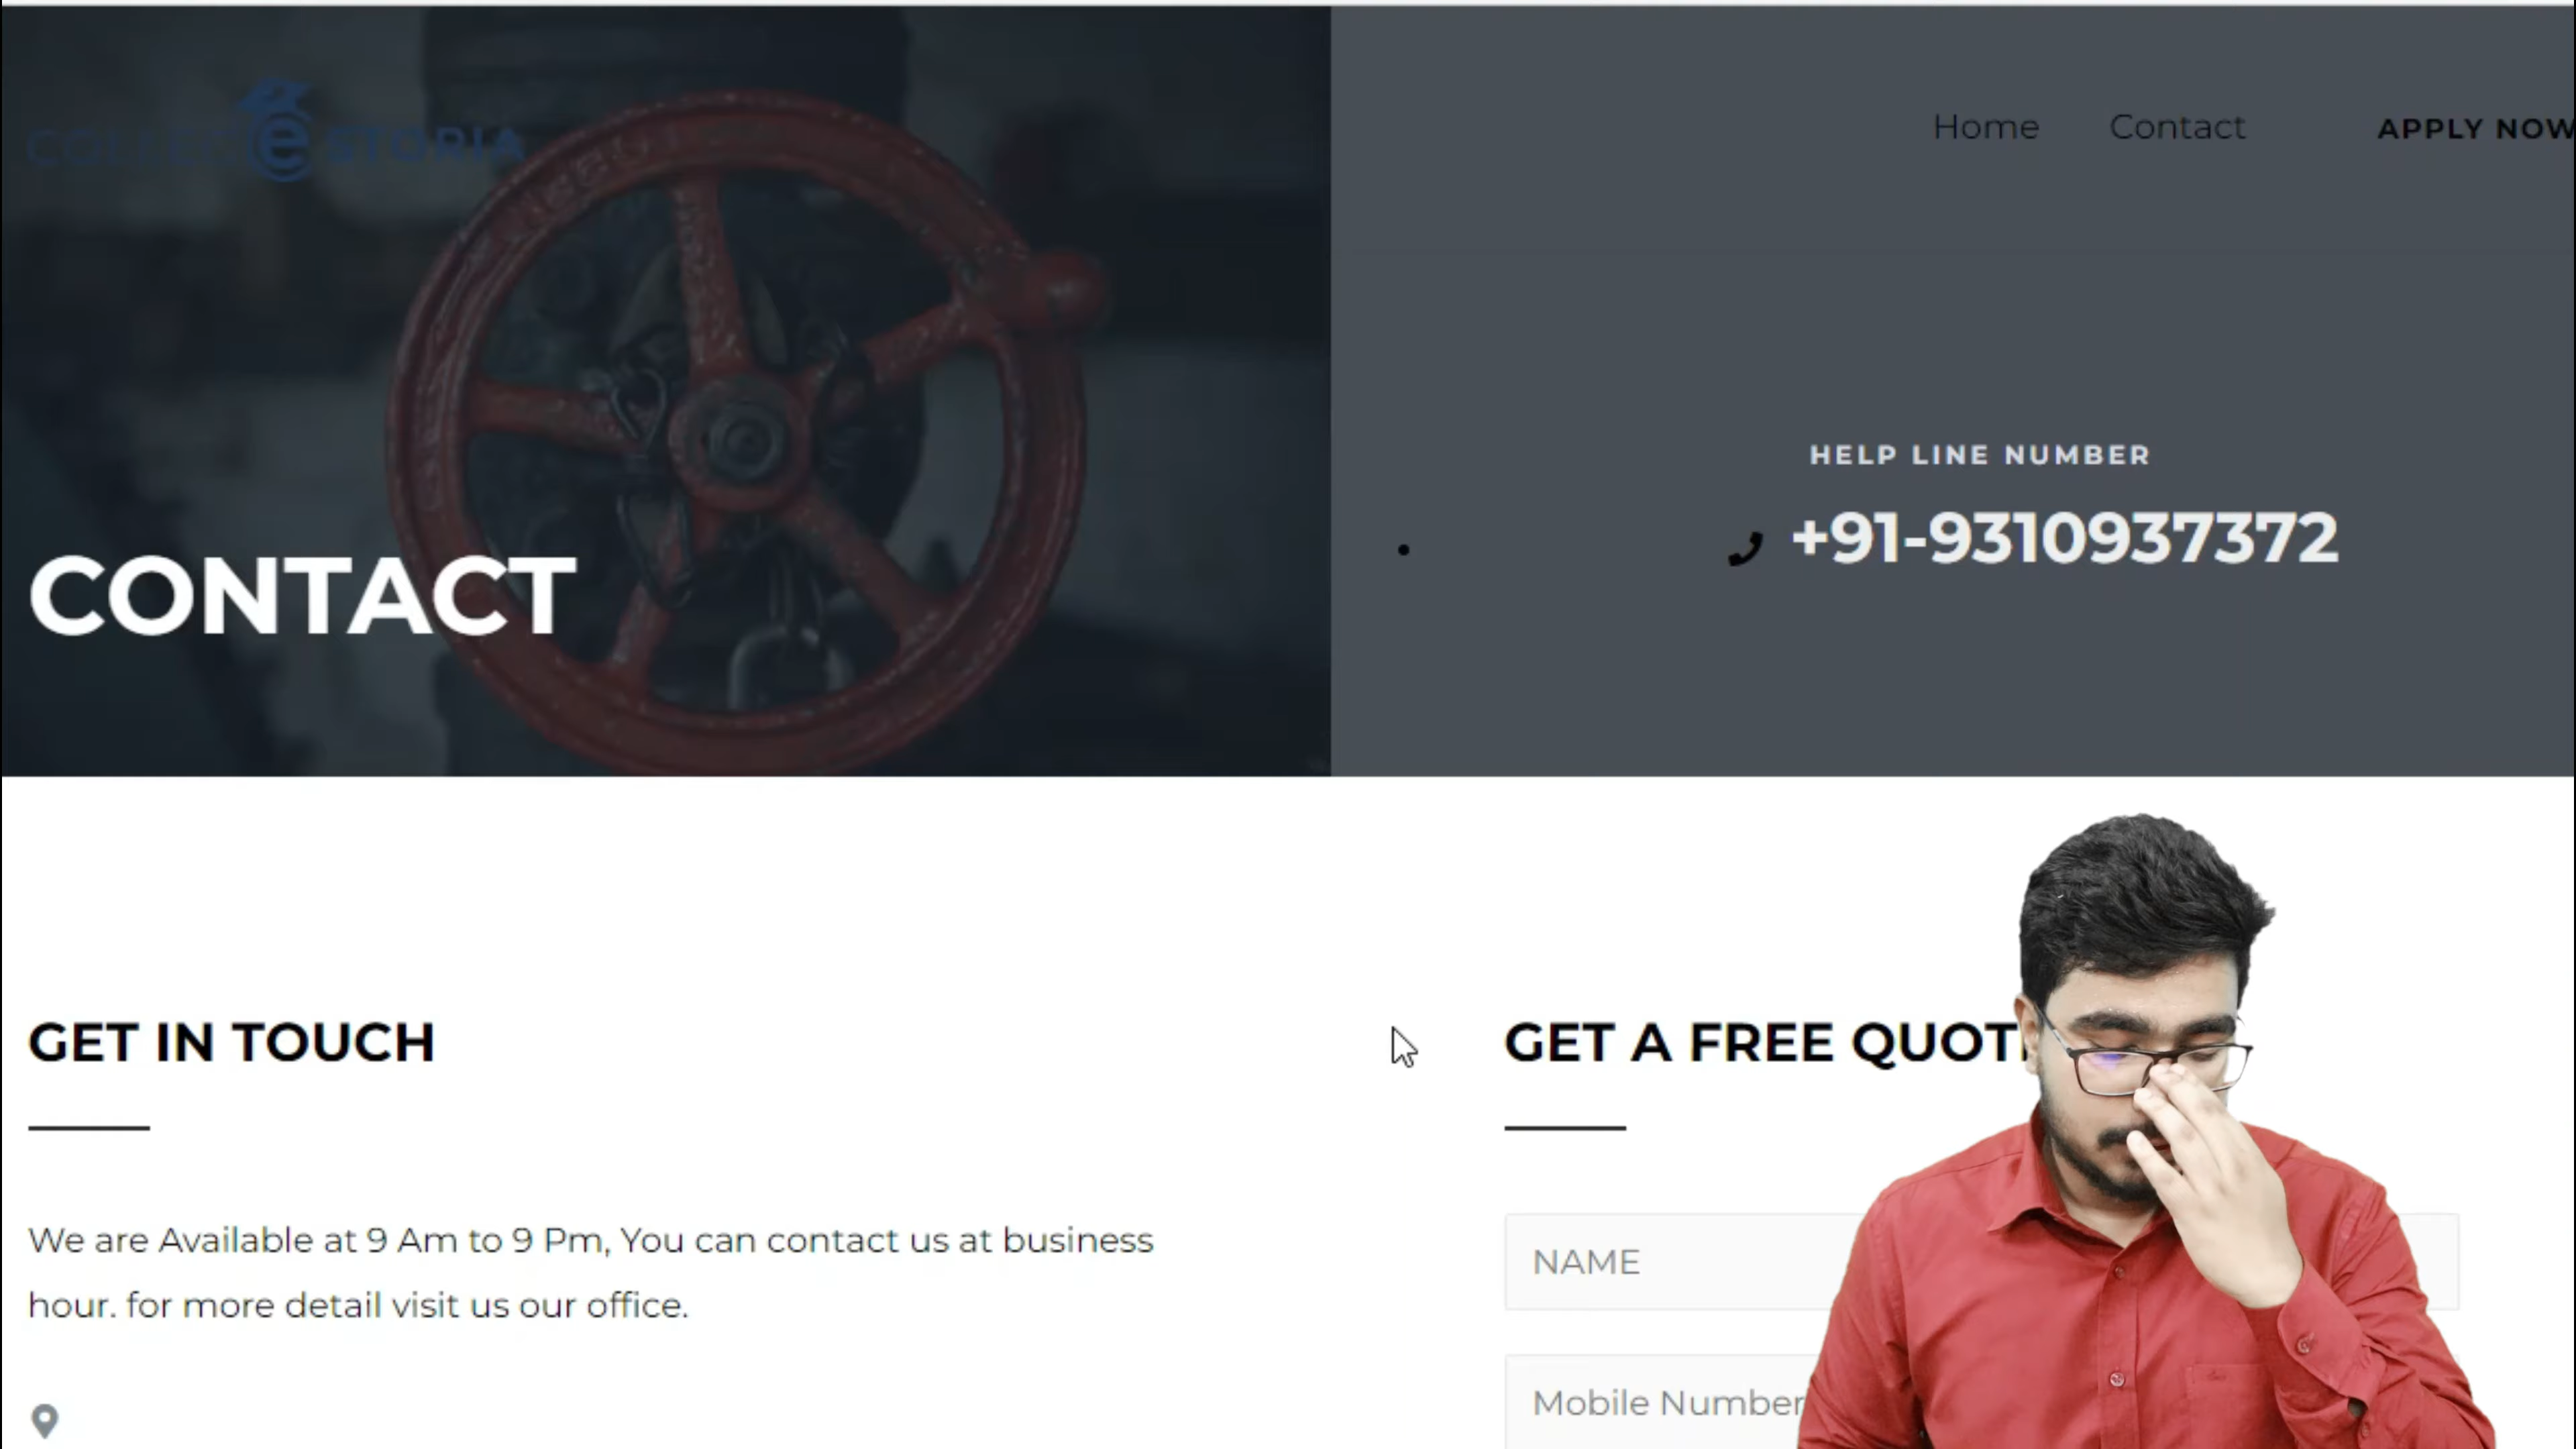 COLLEGE STORIA
Home Contact APPLY NOW
HELP LINE NUMBER
+91-9310937372
CONTACT
GET IN TOUCH
GET A FREE QUOT
We are Available at 9 Am to 9 Pm, You can contact us at business
hour. for more detail visit us our office.
NAME
Mobile Number